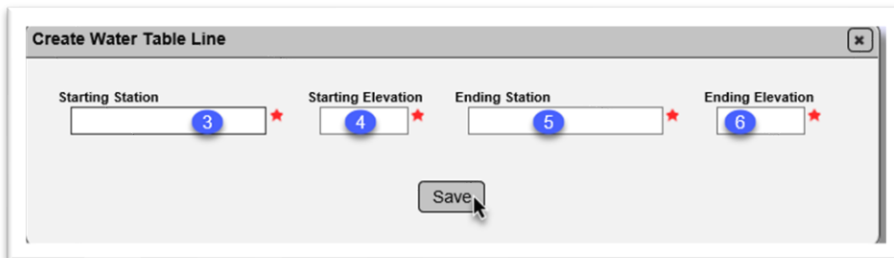 Create Water Table Line
Starting Station Starting Elevation Ending Station Ending Elevation
3 4 5 6
Save